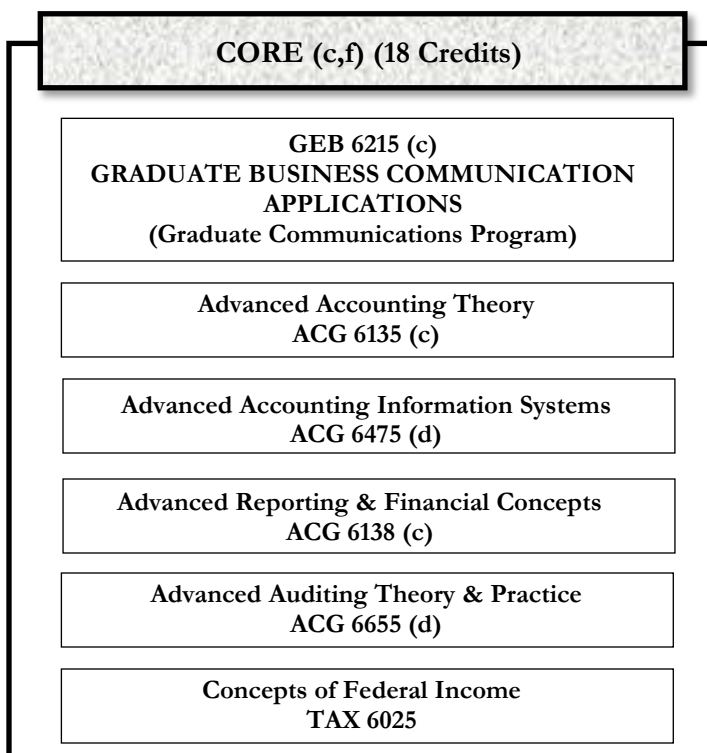 CORE (c,f) (18 Credits)
GEB 6215 (c)
GRADUATE BUSINESS COMMUNICATION
APPLICATIONS
(Graduate Communications Program)
Advanced Accounting Theory
ACG 6135 (c)
Advanced Accounting Information Systems
ACG 6475 (d)
Advanced Reporting & Financial Concepts
ACG 6138 (c)
Advanced Auditing Theory & Practice
ACG 6655 (d)
Concepts of Federal Income
TAX 6025